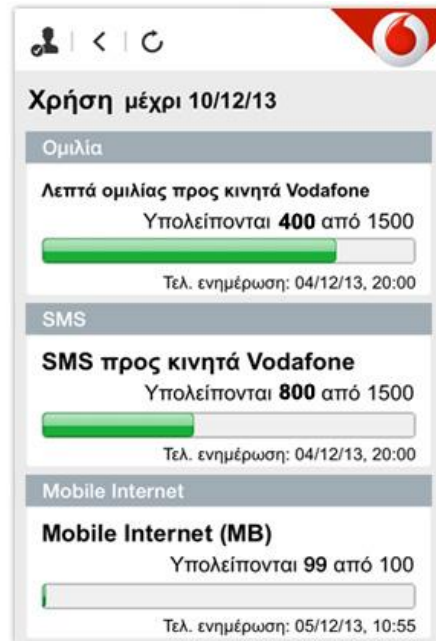 Χρήση μέχρι 10/12/13
Ομιλία
Λεπτά ομιλίας προς κινητά Vodafone
Υπολείπονται 400 από 1500
Τελ. ενημέρωση: 04/12/13, 20:00
SMS
SMS προς κινητά Vodafone
Υπολείπονται 800 από 1500
Τελ. ενημέρωση: 04/12/13, 20:00
Mobile Internet
Mobile Internet (MB)
Υπολείπονται 99 από 100
Τελ. ενημέρωση: 05/12/13, 10:55